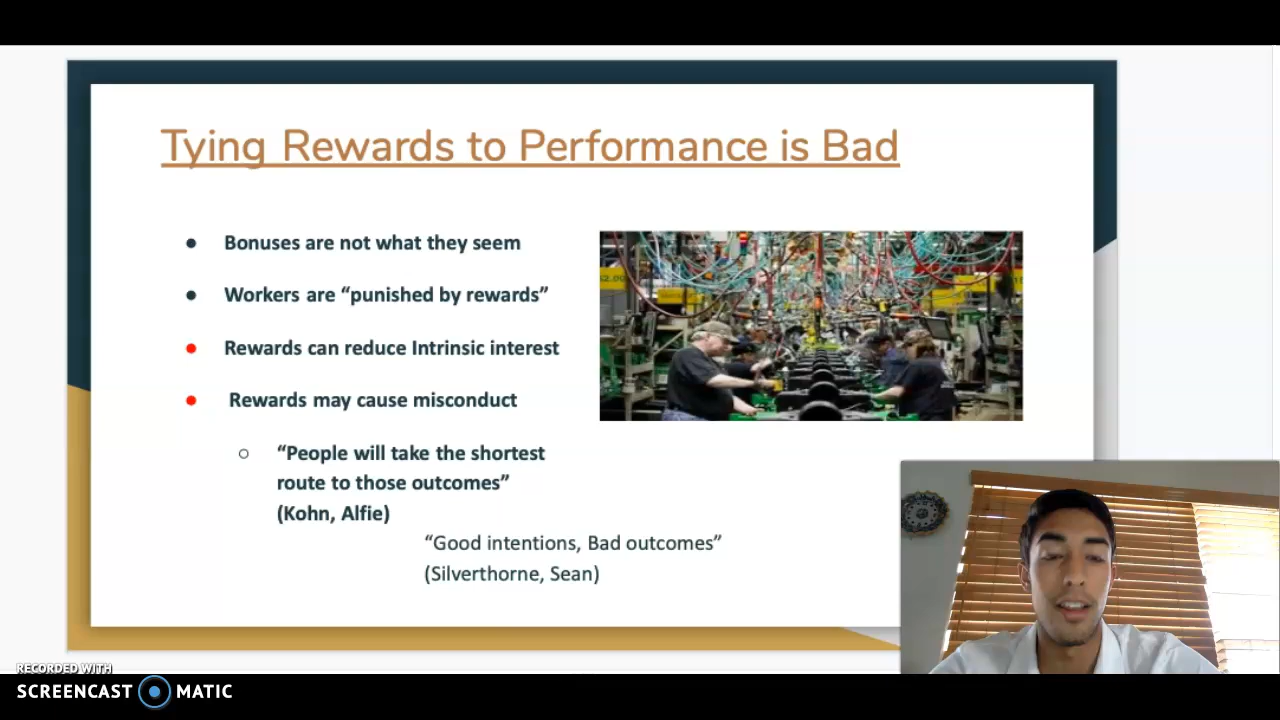 Tying Rewards to Performance is Bad
Bonuses are not what they seem
Workers are “punished by rewards”
Rewards can reduce Intrinsic interest
Rewards may cause misconduct
“People will take the shortest
route to those outcomes”
(Kohn, Alfie)
“Good intentions, Bad outcomes”
(Silverthorne, Sean)
RECORDED WITH
SCREENCAST MATIC